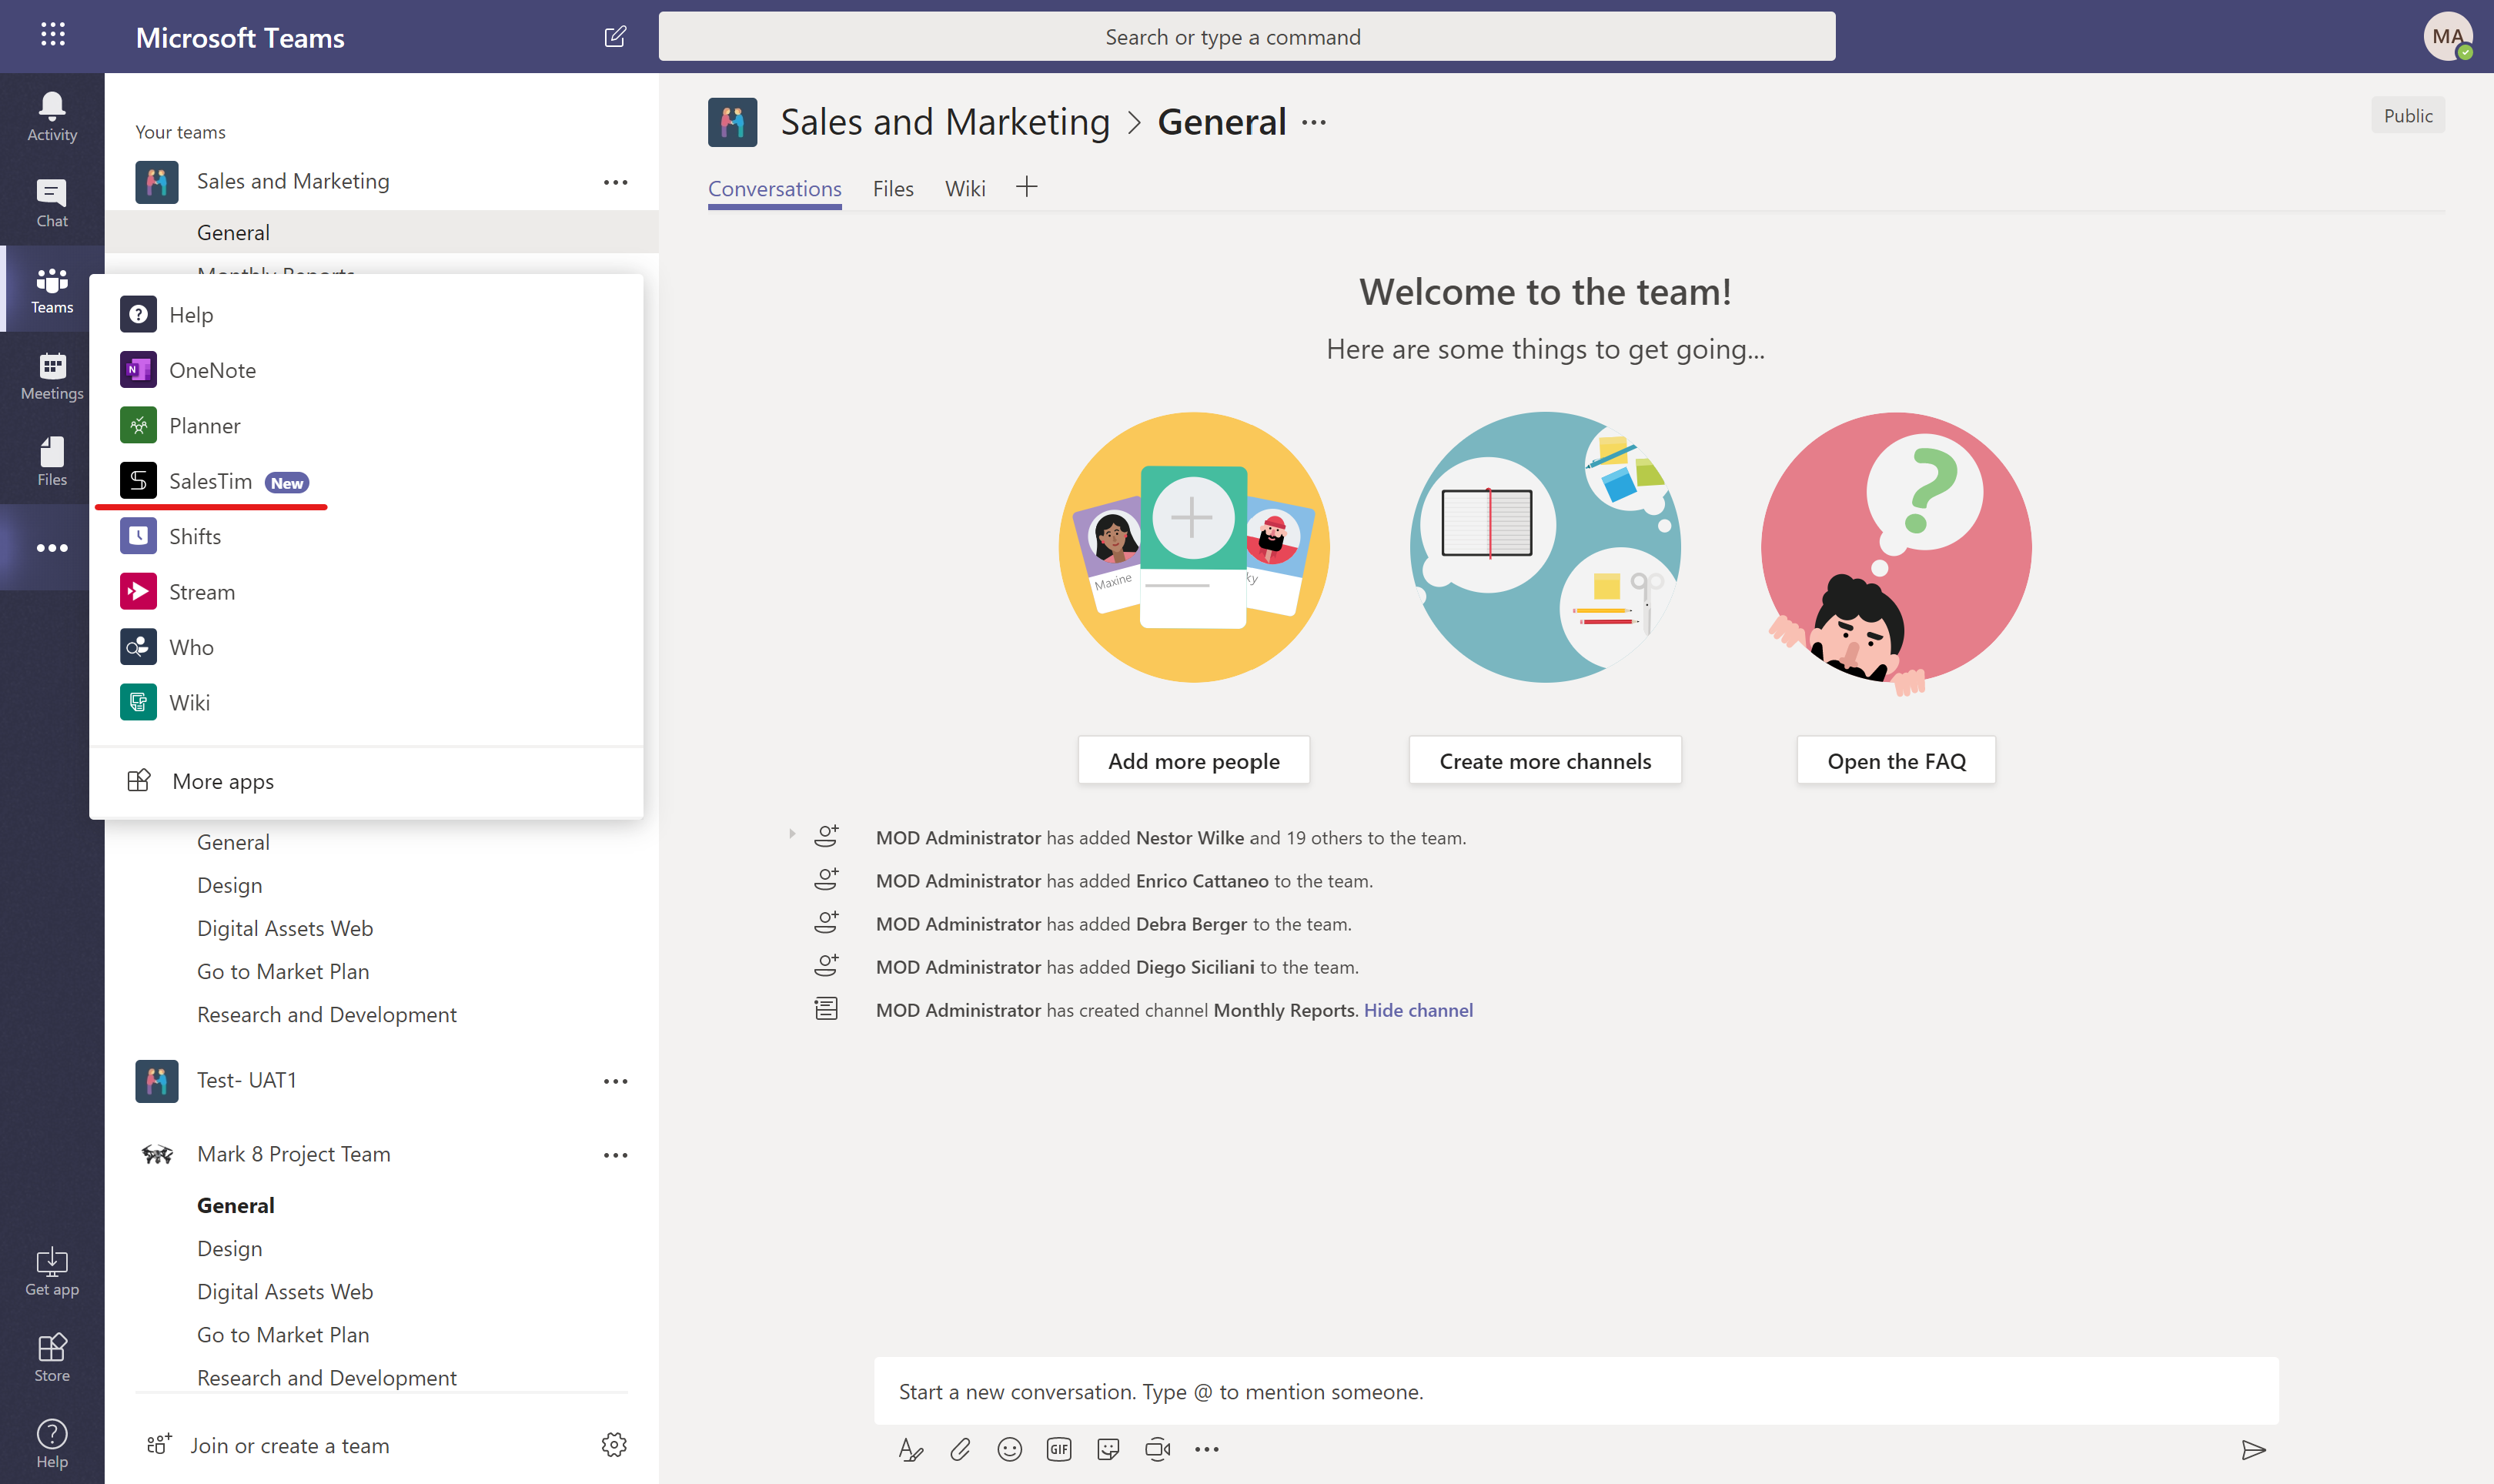 Microsoft Teams
Search or type a command
MA
Activity
Chat
Teams
Meetings
Files
Get app
Store
Help
Your teams
Sales and Marketing
General
Monthly Reports
Help
OneNote
Planner
SalesTim New
Shifts
Stream
Who
Wiki
More apps
General
Design
Digital Assets Web
Go to Market Plan
Research and Development
Test- UAT1
Mark 8 Project Team
General
Design
Digital Assets Web
Go to Market Plan
Research and Development
Join or create a team
Sales and Marketing > General
Public
Conversations Files Wiki
Welcome to the team!
Here are some things to get going...
Maxine
Add more people
Create more channels
Open the FAQ
MOD Administrator has added Nestor Wilke and 19 others to the team.
MOD Administrator has added Enrico Cattaneo to the team.
MOD Administrator has added Debra Berger to the team.
MOD Administrator has added Diego Siciliani to the team.
MOD Administrator has created channel Monthly Reports. Hide channel
Start a new conversation. Type @ to mention someone.
GIF